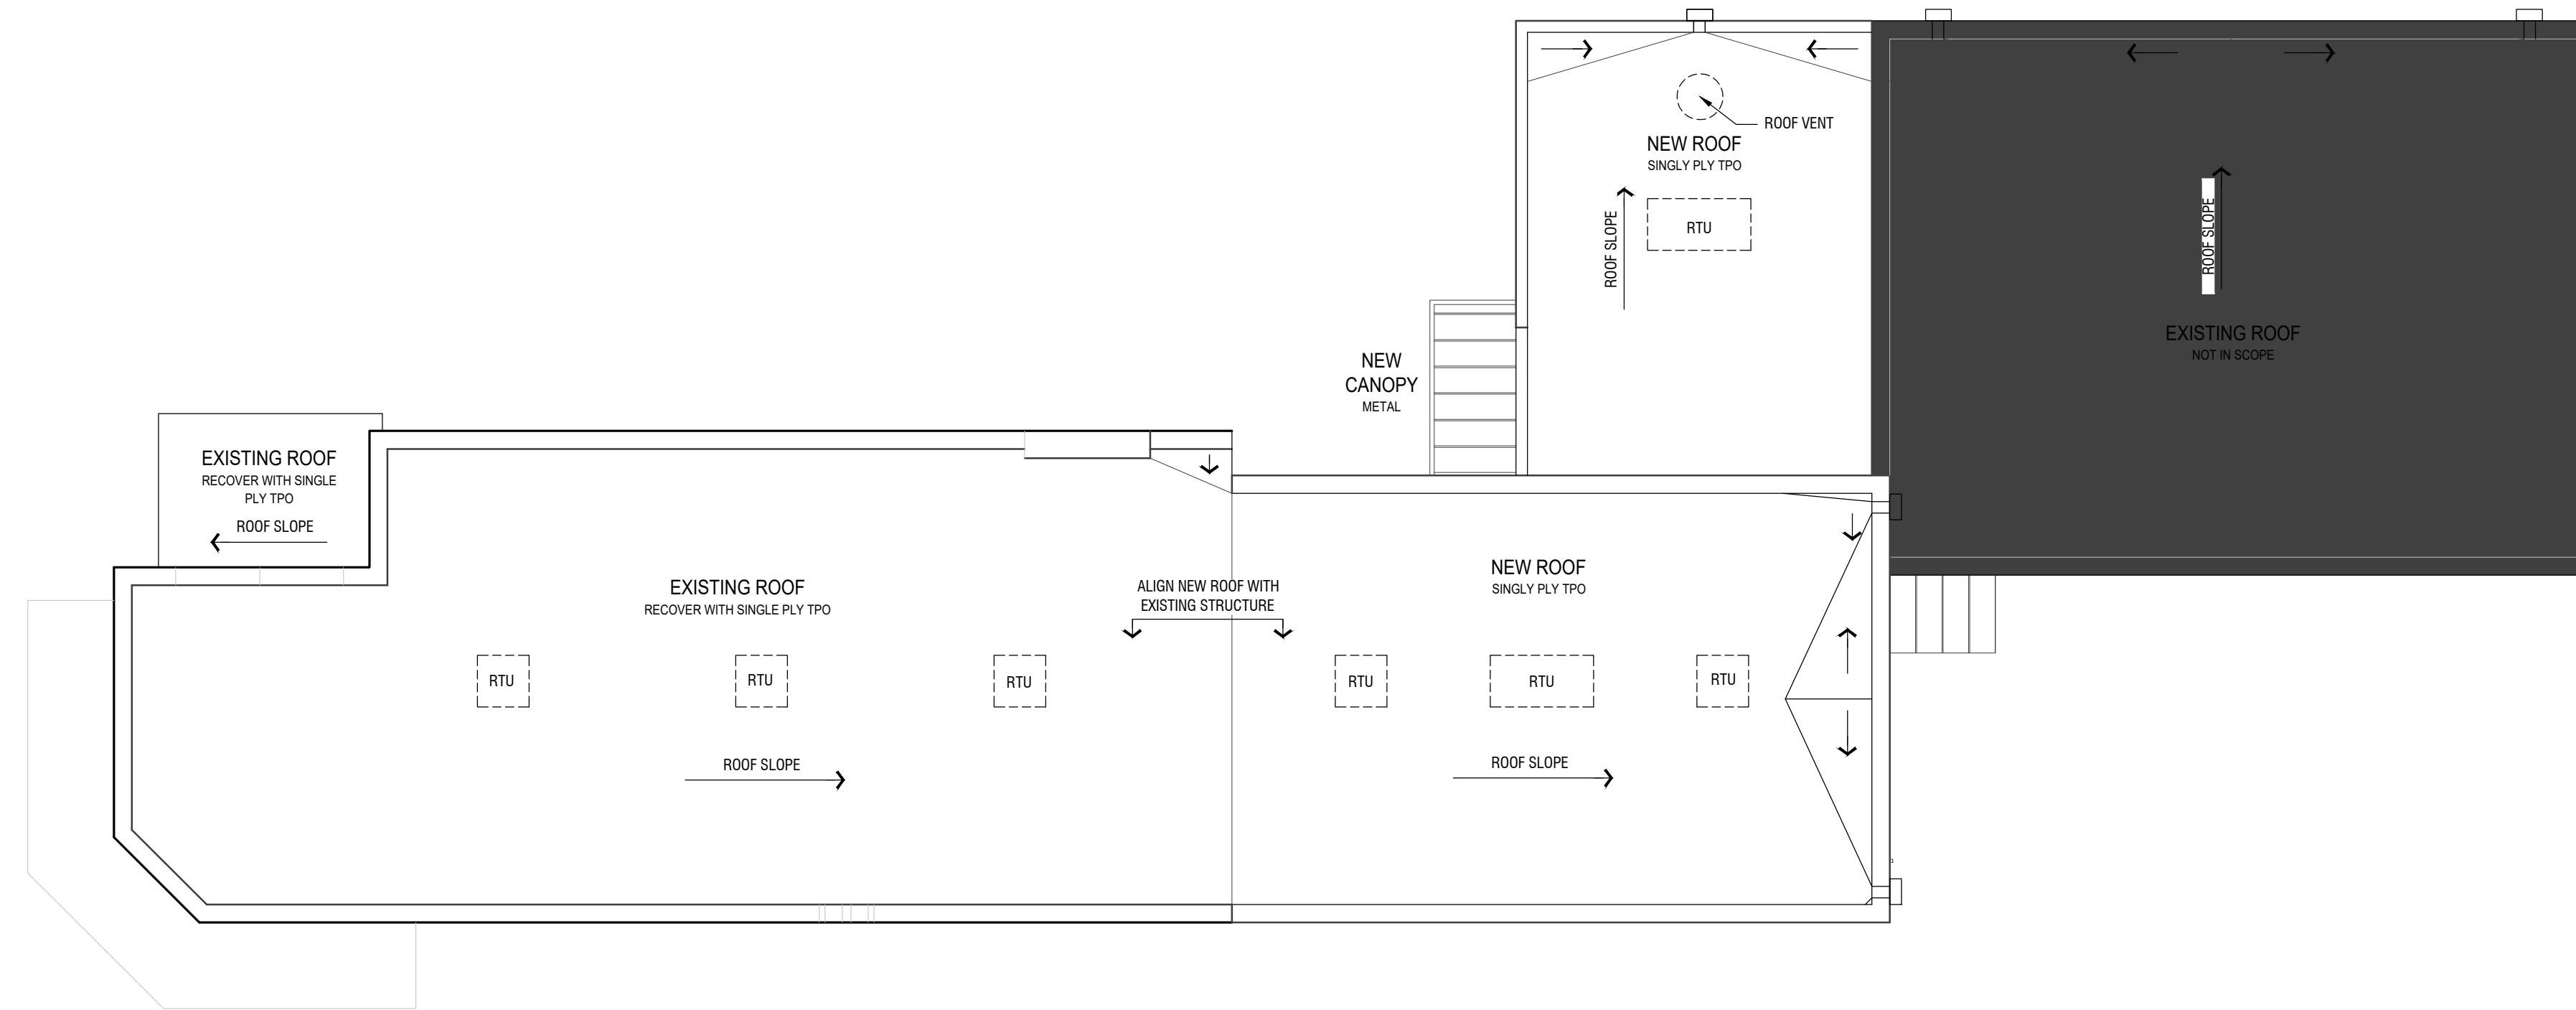 ROOF VENT
NEW ROOF
SINGLY PLY TPO
ROOF SLOPE
RTU
ROOF SLOPE
EXISTING ROOF
NOT IN SCOPE
NEW
CANOPY
METAL
EXISTING ROOF
RECOVER WITH SINGLE
PLY TPO
ROOF SLOPE
EXISTING ROOF
RECOVER WITH SINGLE PLY TPO
ALIGN NEW ROOF WITH
EXISTING STRUCTURE
NEW ROOF
SINGLY PLY TPO
RTU
RTU
RTU
RTU
RTU
RTU
ROOF SLOPE
ROOF SLOPE